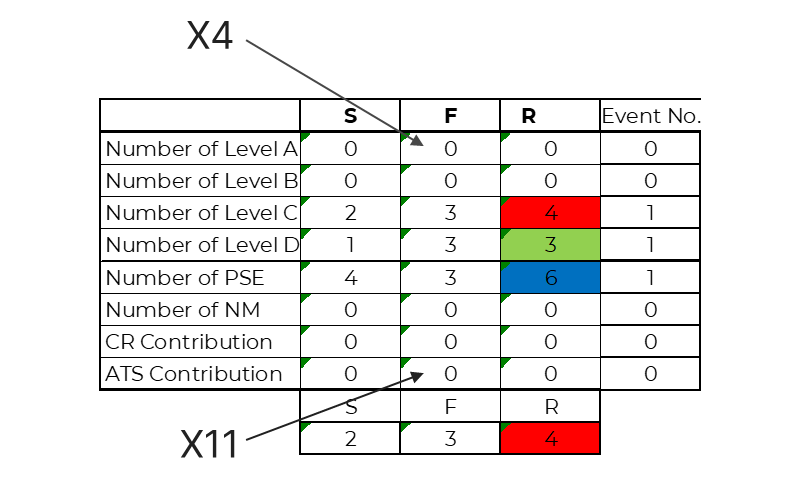 X4
S F R Event No.
Number of Level A 0 0 0 0
Number of Level B 0 0 0 0
Number of Level C 2 3 4 1
Number of Level D 1 3 3 1
Number of PSE 4 3 6 1
Number of NM 0 0 0 0
CR Contribution 0 0 0 0
ATS Contribution 0 0 0 0
S F R
X11
2 3 4